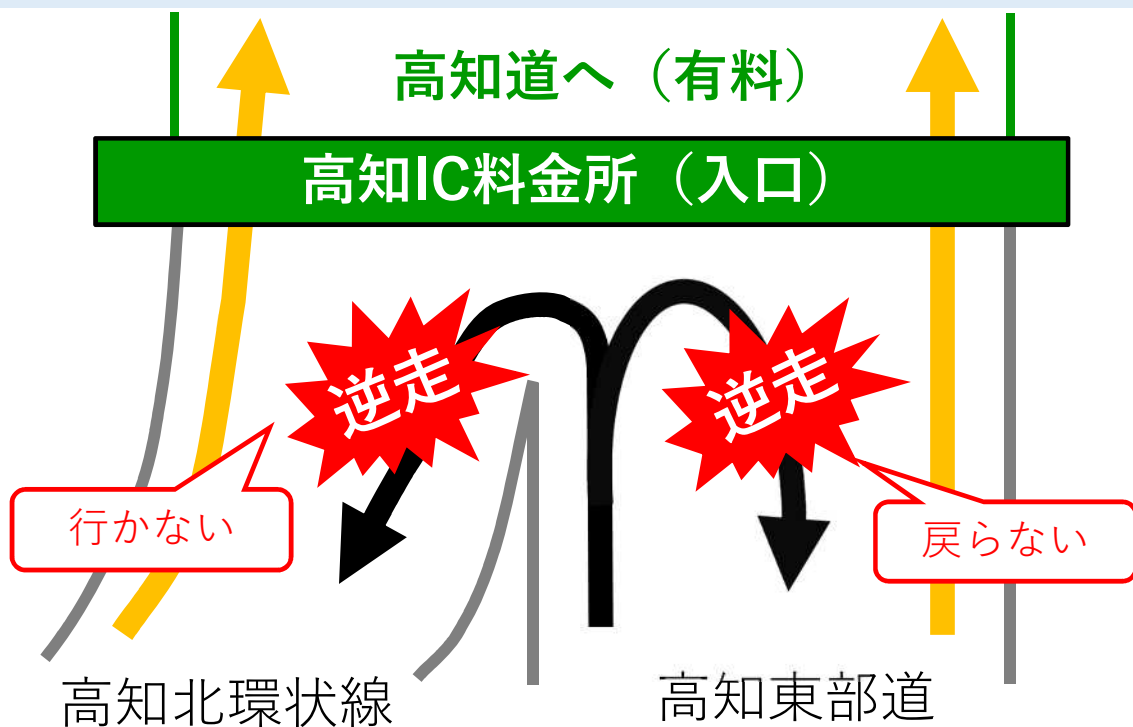 高知道へ（有料）
高知IC料金所（入口）
逆走
逆走
行かない
戻らない
高知北環状線
高知東部道